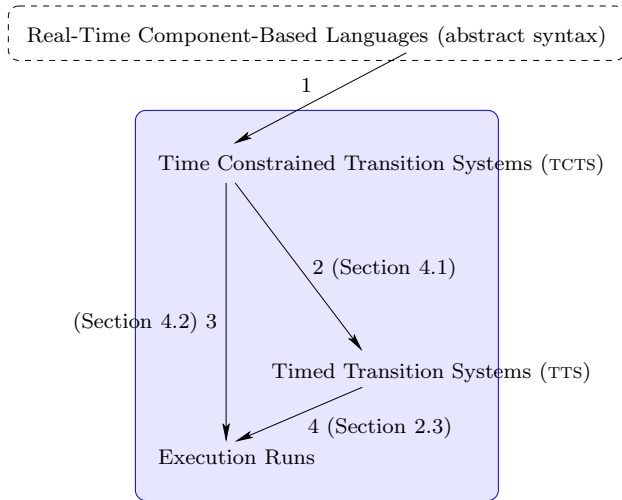 Real-Time Component-Based Languages (abstract syntax)
1
Time Constrained Transition Systems (TCTS)
2 (Section 4.1)
(Section 4.2) 3
Timed Transition Systems (TTS)
4 (Section 2.3)
Execution Runs